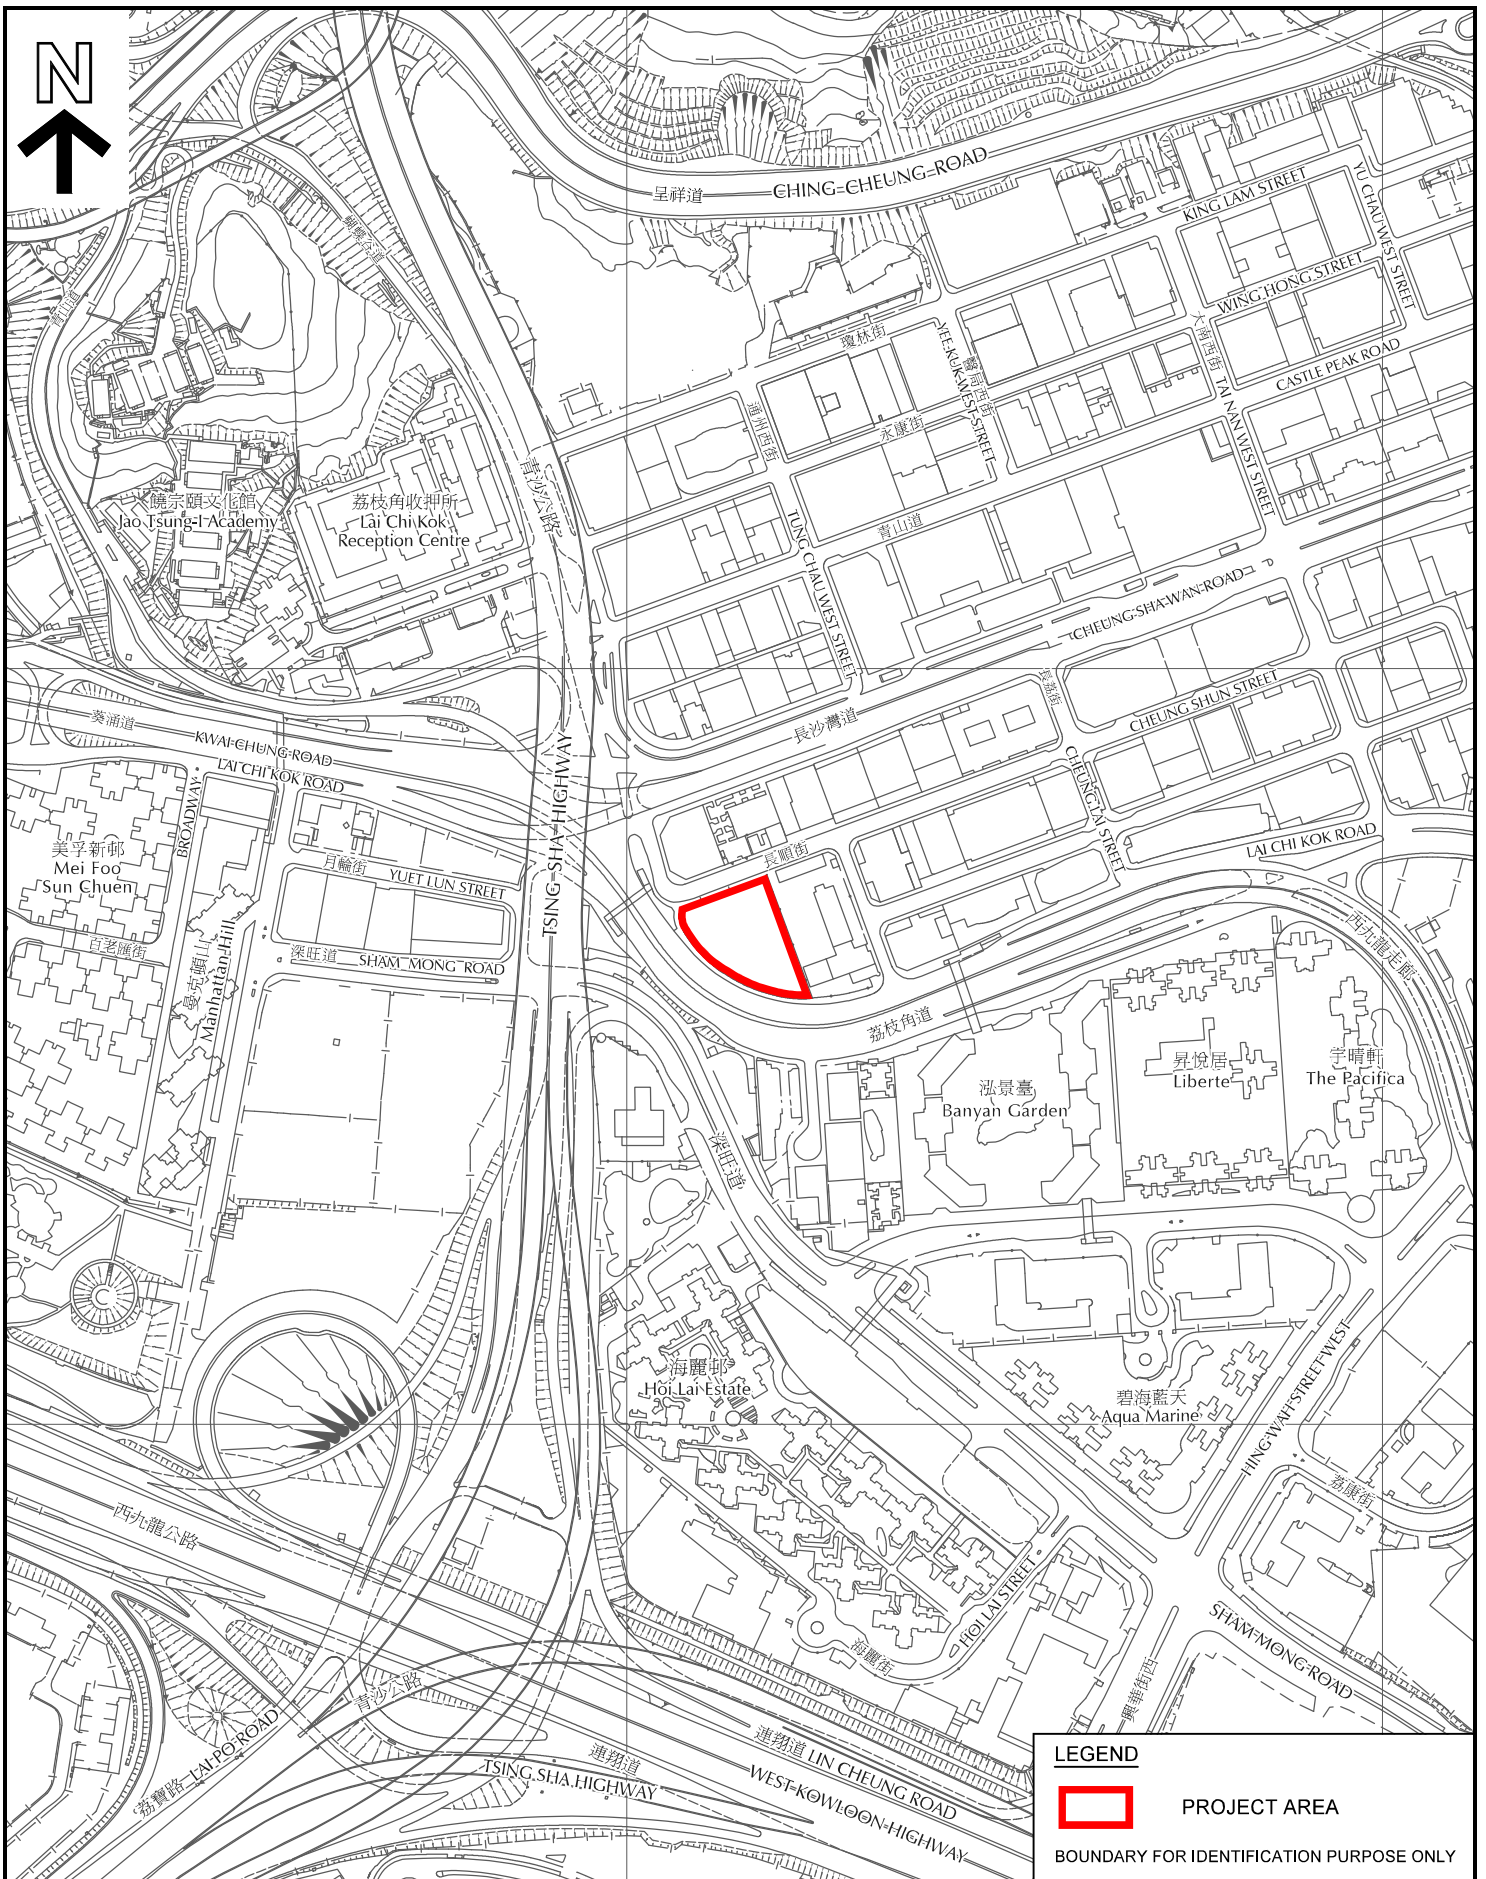 N
呈祥道
CHING CHEUNG ROAD
KING LAM STREET
YU CHAU WEST STREET
WING HONG STREET
CASTLE PEAK ROAD
大南西街
TAI NAN WEST STREET
蝴蝶谷道
青山道
瓊林街
YEE KUK WEST STREET
醫局西街
永康街
通州西街
TUNG CHAU WEST STREET
青山道
青沙公路
饒宗頤文化館
Jao Tsung-I Academy
荔枝角收押所
Lai Chi Kok
Reception Centre
CHEUNG SHA WAN ROAD
長沙灣道
長荔街
CHEUNG SHUN STREET
CHEUNG LAI STREET
LAI CHI KOK ROAD
葵涌道
KWAI CHUNG ROAD
LAI CHI KOK ROAD
BROADWAY
TSING SHA HIGHWAY
美孚新邨
Mei Foo
Sun Chuen
月輪街
YUET LUN STREET
長順街
百老匯街
曼克頓山
Manhattan Hill
深旺道
SHAM MONG ROAD
西九龍走廊
荔枝角道
泓景臺
Banyan Garden
昇悅居
Liberte
宇晴軒
The Pacifica
深旺道
海麗邨
Hoi Lai Estate
碧海藍天
Aqua Marine
HING WAH STREET WEST
荔康街
西九龍公路
HOI LAI STREET
海麗街
SHAM MONG ROAD
興華街西
青沙公路
荔寶路
LAI PO ROAD
連翔道
TSING SHA HIGHWAY
連翔道
LIN CHEUNG ROAD
WEST KOWLOON HIGHWAY
LEGEND
PROJECT AREA
BOUNDARY FOR IDENTIFICATION PURPOSE ONLY